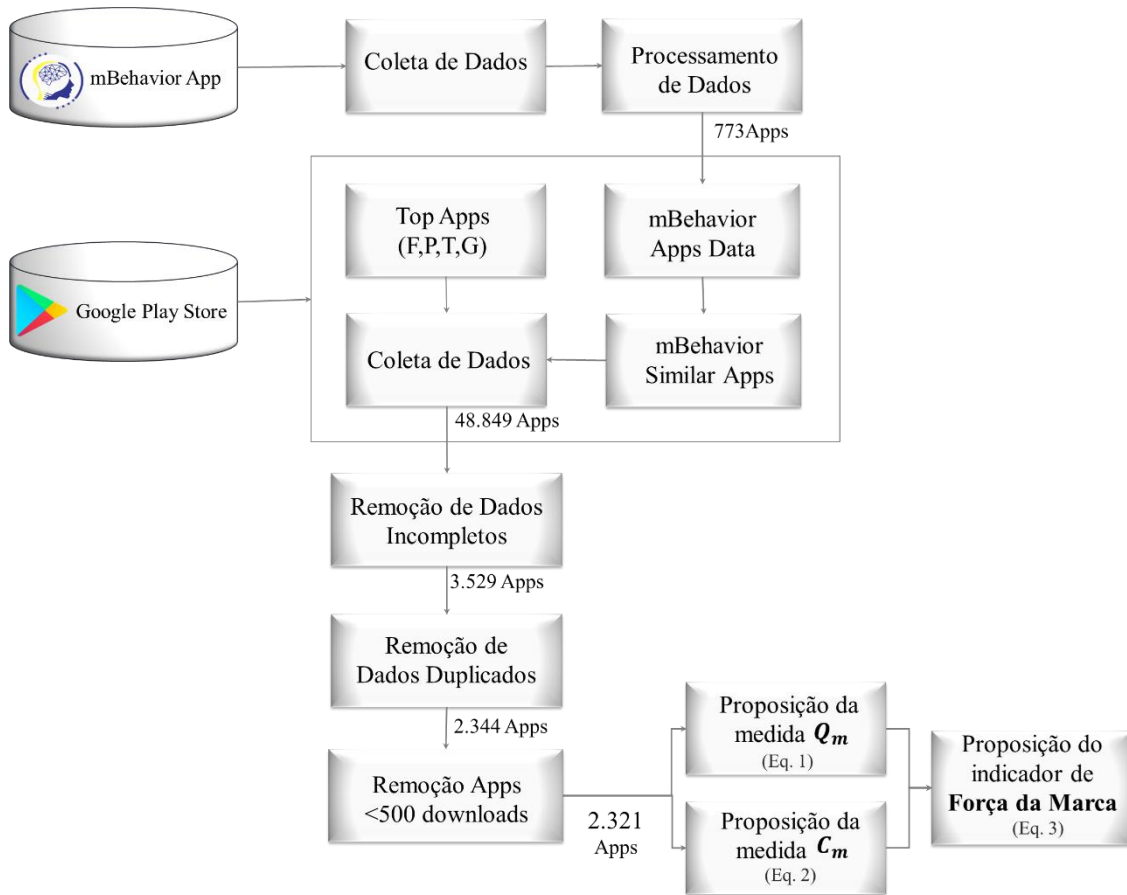 mBehavior App
Coleta de Dados
Processamento
de Dados
773Apps
Top Apps
(F,P,T,G)
mBehavior
Apps Data
Google Play Store
Coleta de Dados
mBehavior
Similar Apps
48.849 Apps
Remoção de Dados
Incompletos
3.529 Apps
Remoção de
Dados Duplicados
2.344 Apps
Remoção Apps
<500 downloads
2.321
Apps
Proposição da
medida Qm
(Eq. 1)
Proposição da
medida Cm
(Eq. 2)
Proposição do
indicador de
Força da Marca
(Eq. 3)